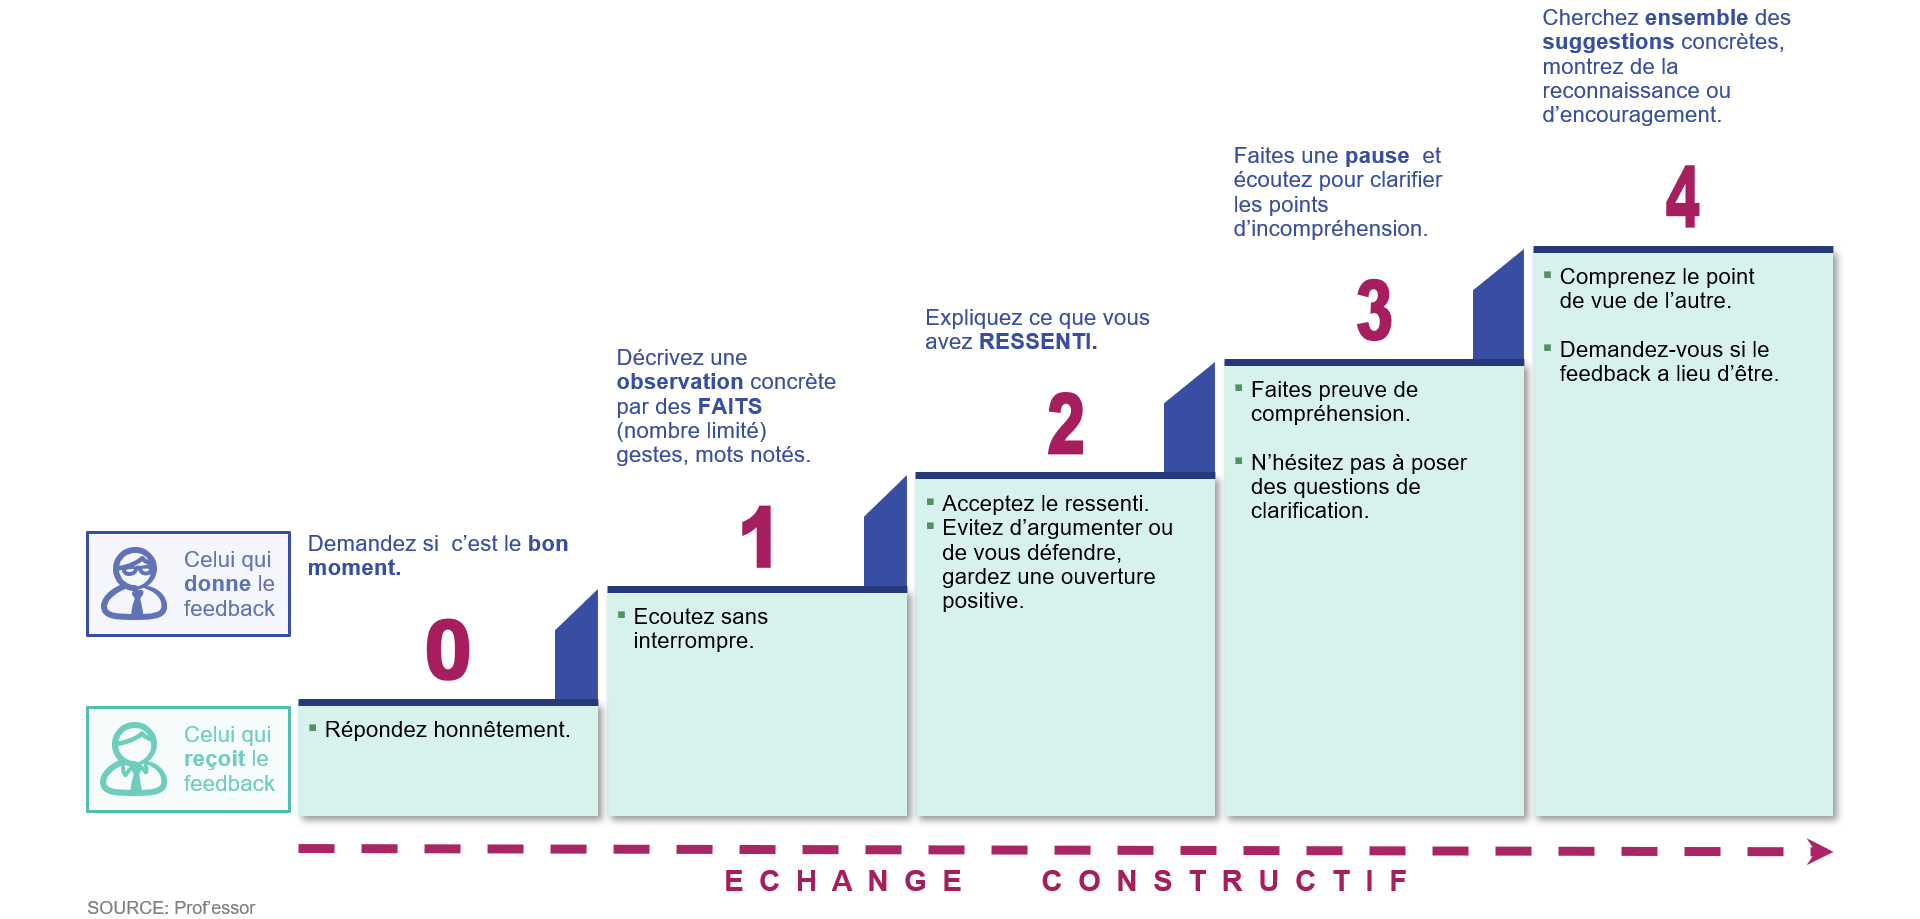 Cherchez ensemble des
suggestions concrètes,
montrez de la
reconnaissance ou
d’encouragement.
4
Faites une pause  et
écoutez pour clarifier
les points
d’incompréhension.
3
Expliquez ce que vous
avez RESSENTI.
2
Décrivez une
observation concrète
par des FAITS
(nombre limité)
gestes, mots notés.
1
Demandez si  c’est le bon
moment.
0
Celui qui
donne le
feedback
Celui qui
reçoit le
feedback
▪ Répondez honnêtement.
▪ Ecoutez sans
interrompre.
▪ Acceptez le ressenti.
▪ Evitez d’argumenter ou
de vous défendre,
gardez une ouverture
positive.
▪ Faites preuve de
compréhension.
▪ N’hésitez pas à poser
des questions de
clarification.
▪ Comprenez le point
de vue de l’autre.
▪ Demandez-vous si le
feedback a lieu d’être.
ECHANGE CONSTRUCTIF
SOURCE: Prof’essor